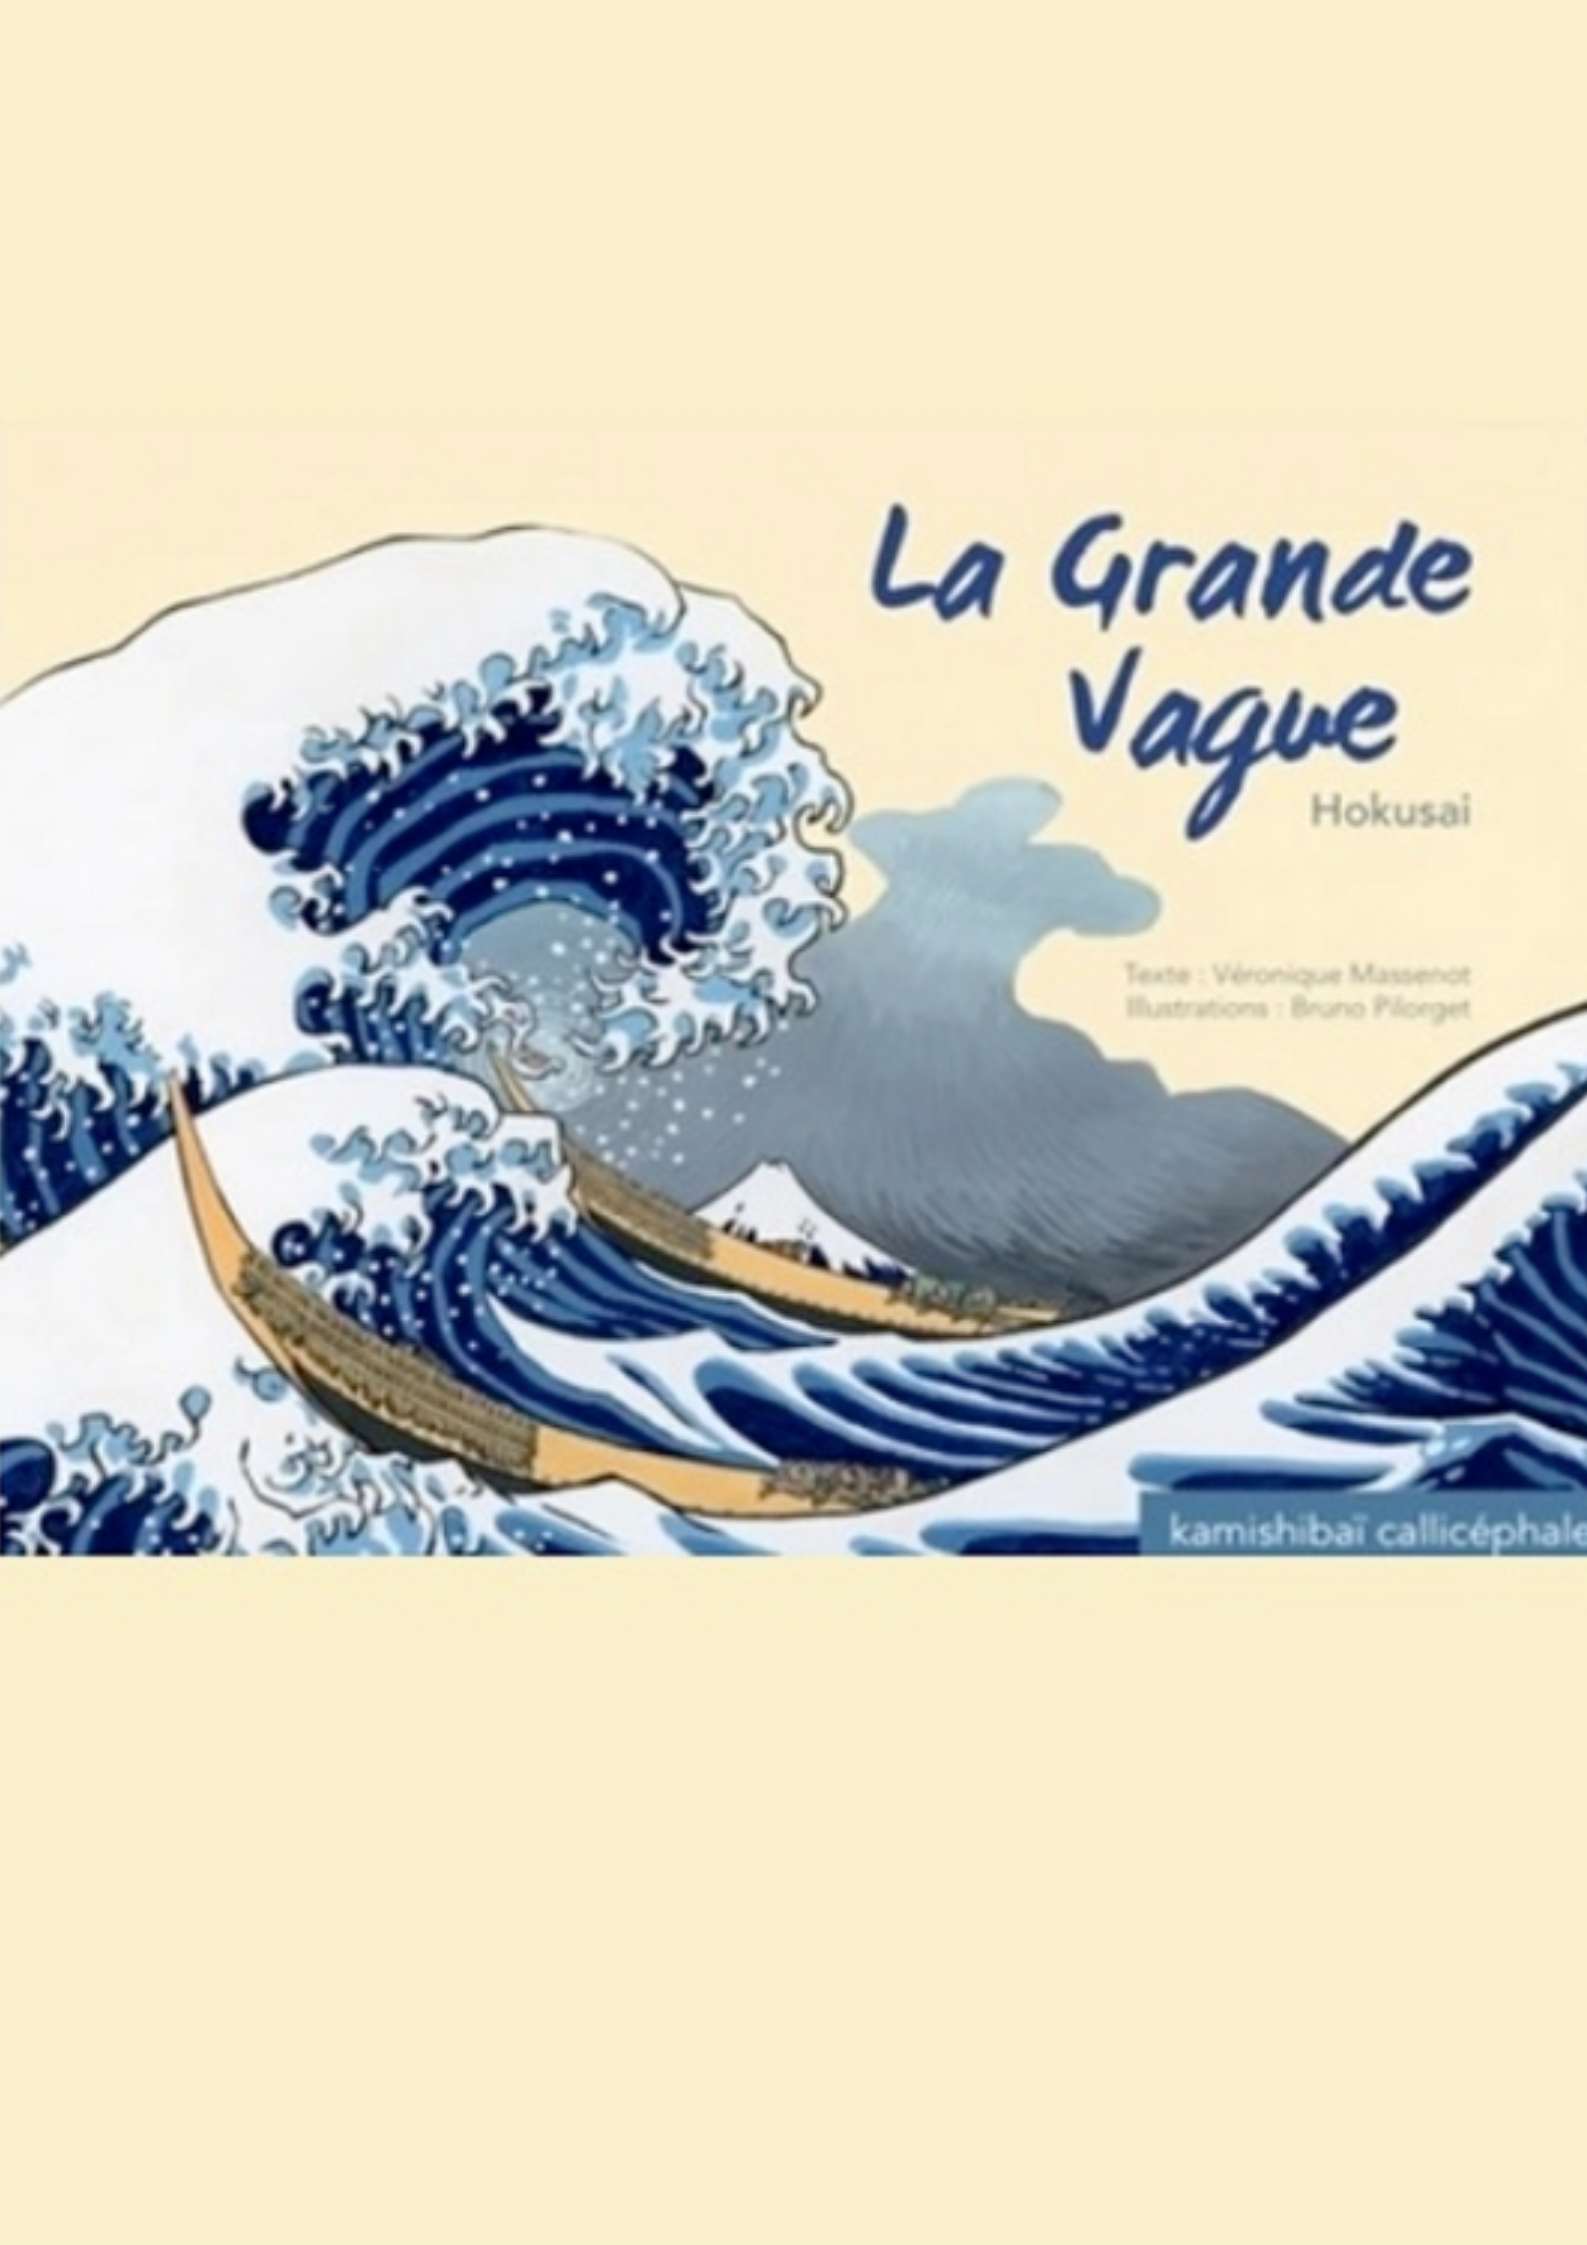 La Grande
Vague
Hokusai
Texte : Véronique Massenot
Illustrations : Bruno Pilorget
kamishibaï callicéphale